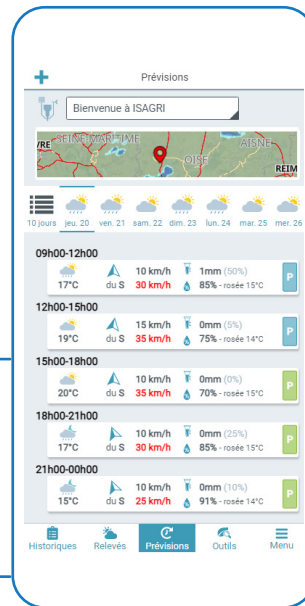 Prévisions
Bienvenue à ISAGRI
SEINE-MARITIME
AISNE
OISE
REIM
10 jours jeu. 20 ven. 21 sam. 22 dim. 23 lun. 24 mar. 25 mer. 26
09h00-12h00
10 km/h 1mm (50%)
17°C du S 30 km/h 85% - rosée 15°C
P
12h00-15h00
15 km/h 0mm (5%)
19°C du S 35 km/h 75% - rosée 14°C
P
15h00-18h00
10 km/h 0mm (0%)
20°C du S 35 km/h 70% - rosée 15°C
P
18h00-21h00
10 km/h 0mm (25%)
17°C du S 30 km/h 85% - rosée 15°C
P
21h00-00h00
10 km/h 0mm (10%)
15°C du S 25 km/h 91% - rosée 14°C
P
Historiques Relevés Prévisions Outils Menu